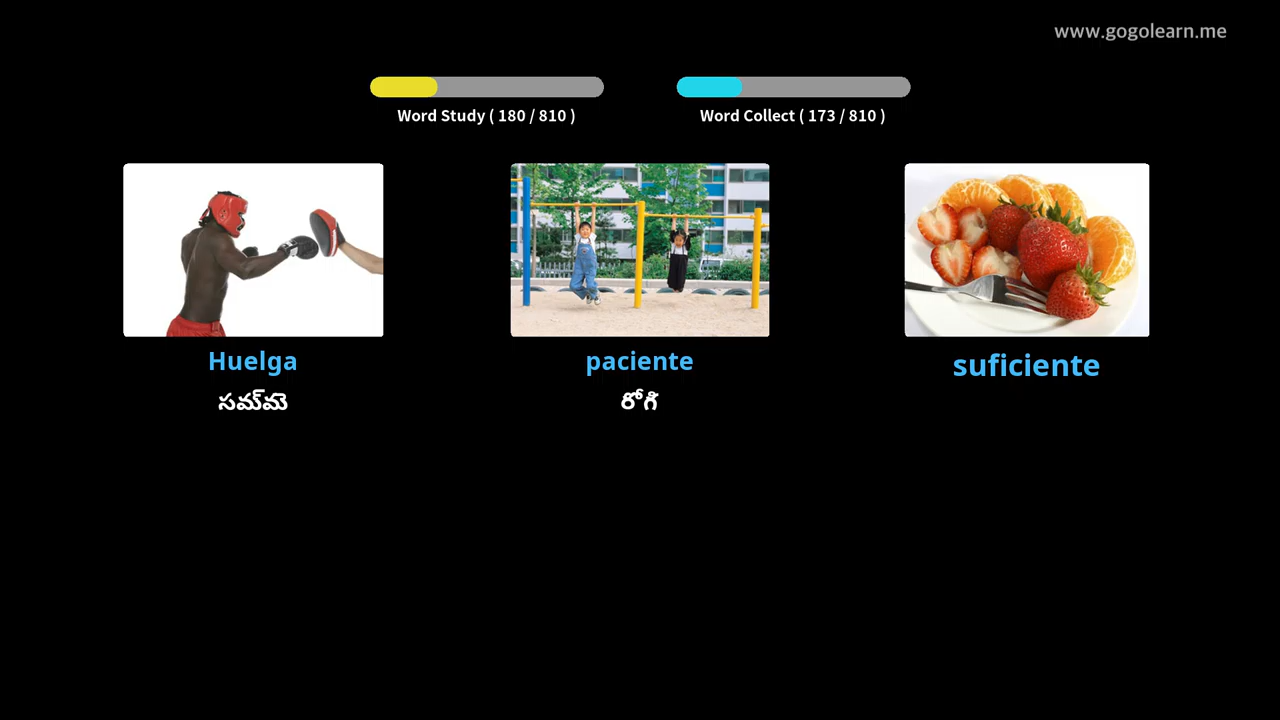 www.gogolearn.me
Word Study ( 180 / 810 )
Word Collect ( 173 / 810 )
Huelga
paciente
suficiente
సమ్మె
రోగి